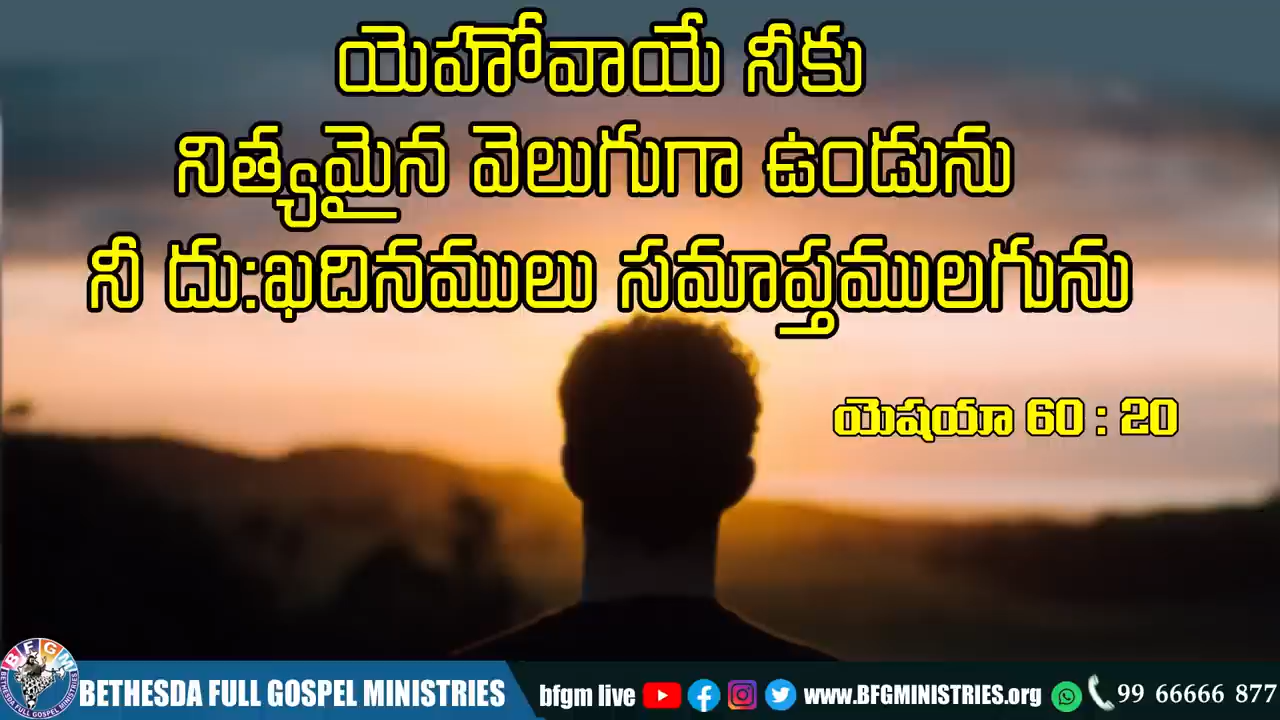 యెహోవాయే నీకు
నిత్యమైన వెలుగుగా ఉండును
నీ దు:ఖదినములు సమాప్తములగును
యెషయా 60 : 20
BFGM
BETHESDA FULL GOSPEL MINISTRIES bfgm live www.BFGMINISTRIES.org 99 66666 877